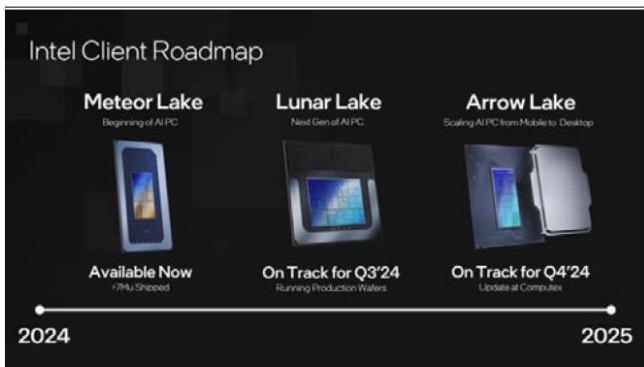 Intel Client Roadmap
Meteor Lake
Beginning of AI PC
Lunar Lake
Next Gen of AI PC
Arrow Lake
Scaling AI PC from Mobile to Desktop
Available Now
>7Mu Shipped
On Track for Q3'24
Running Production Wafers
On Track for Q4'24
Update at Computex
2024
2025